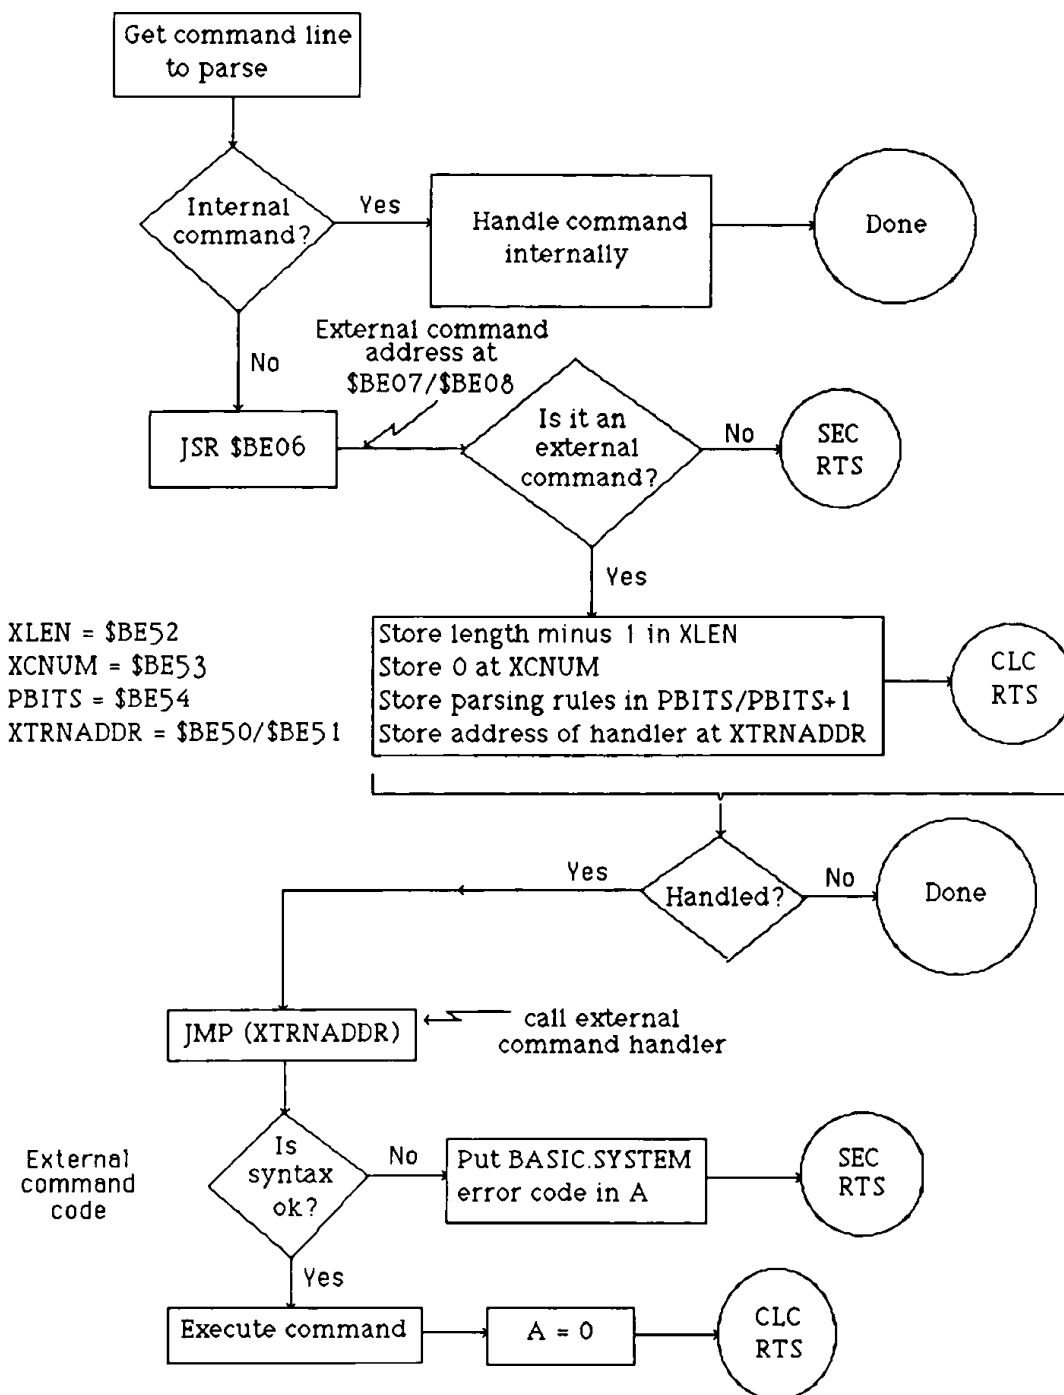 Get command line
to parse
Internal
command?
Yes
Handle command
internally
Done
No
External command
address at
$BE07/$BE08
JSR $BE06
Is it an
external
command?
No
SEC
RTS
Yes
XLEN = $BE52
XCNUM = $BE53
PBITS = $BE54
XTRNADDR = $BE50/$BE51
Store length minus 1 in XLEN
Store 0 at XCNUM
Store parsing rules in PBITS/PBITS+1
Store address of handler at XTRNADDR
CLC
RTS
Handled?
Yes
No
Done
JMP (XTRNADDR)
call external
command handler
External
command
code
Is
syntax
ok?
No
Put BASIC.SYSTEM
error code in A
SEC
RTS
Yes
Execute command
A = 0
CLC
RTS